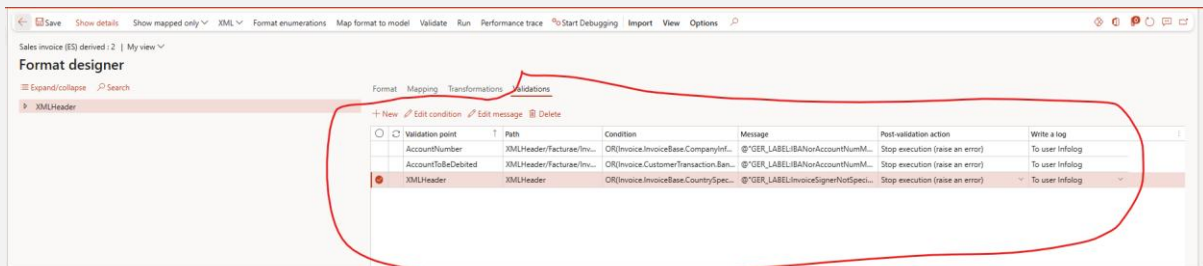 Save Show details Show mapped only XML Format enumerations Map format to model Validate Run Performance trace Start Debugging Import View Options
Sales invoice (ES) derived : 2 | My view
Format designer
Expand/collapse Search
XMLHeader
Format Mapping Transformations Validations
New Edit condition Edit message Delete
Validation point Path Condition Message Post-validation action Write a log
AccountNumber XMLHeader/Facturae/Inv... OR(Invoice.InvoiceBase.CompanyInf... @"GER_LABEL:IBANorAccountNumM... Stop execution (raise an error) To user Infolog
AccountToBeDebited XMLHeader/Facturae/Inv... OR(Invoice.CustomerTransaction.Ban... @"GER_LABEL:IBANorAccountNumM... Stop execution (raise an error) To user Infolog
XMLHeader XMLHeader OR(Invoice.InvoiceBase.CountrySpec... @"GER_LABEL:InvoiceSignerNotSpeci... Stop execution (raise an error) To user Infolog